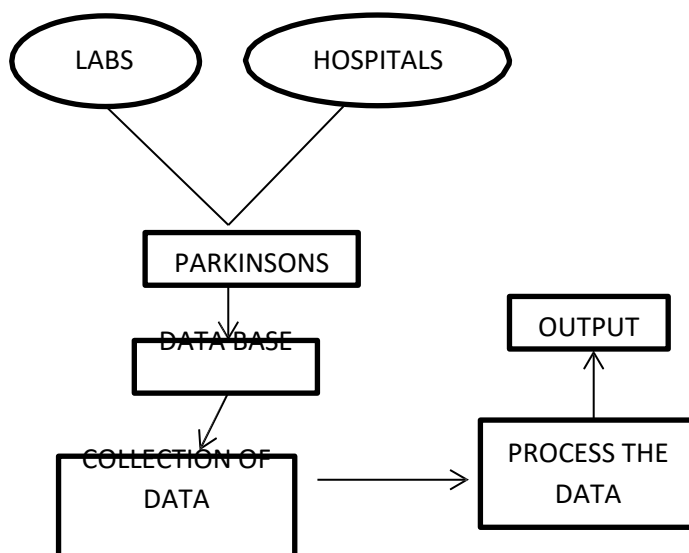 LABS
HOSPITALS
PARKINSONS
DATA BASE
OUTPUT
COLLECTION OF
DATA
PROCESS THE
DATA